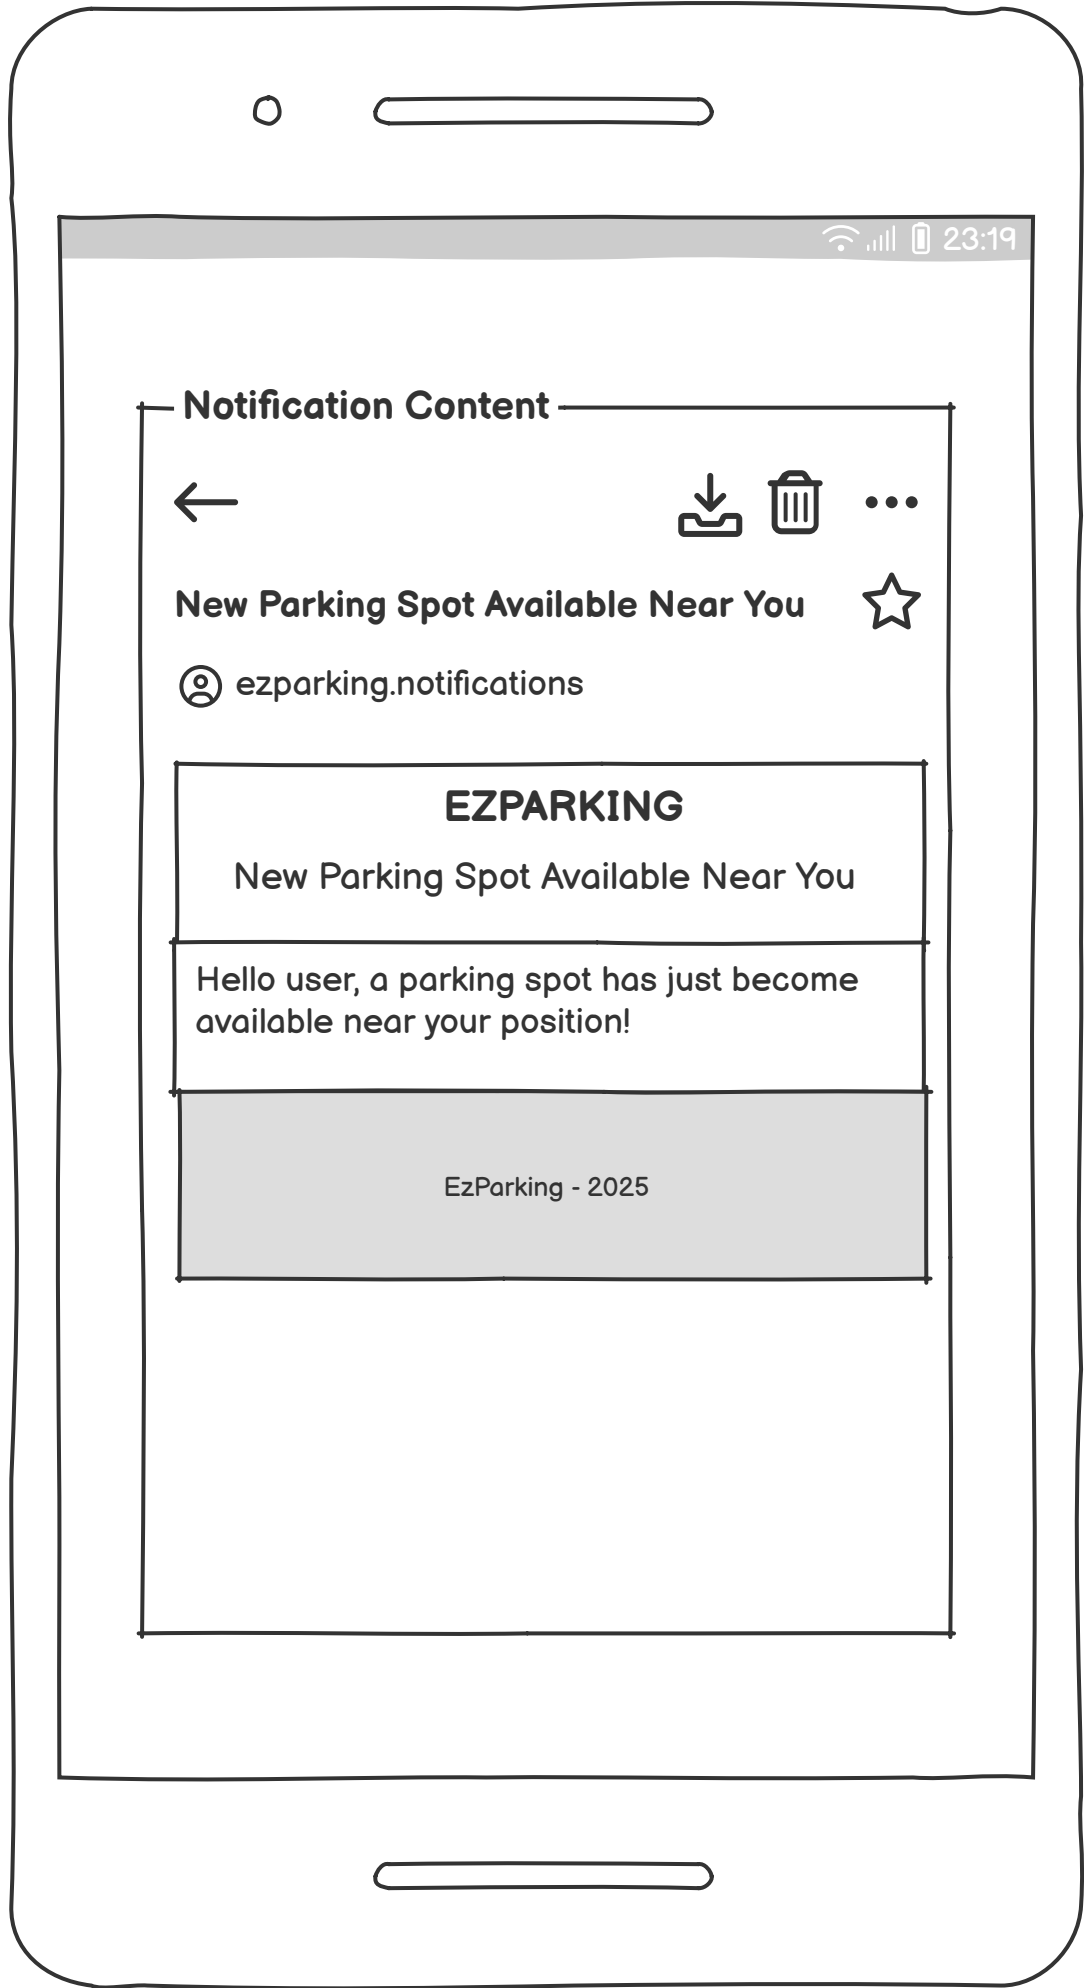 23:19
Notification Content
New Parking Spot Available Near You
ezparking.notifications
EZPARKING
New Parking Spot Available Near You
Hello user, a parking spot has just become
available near your position!
EzParking - 2025